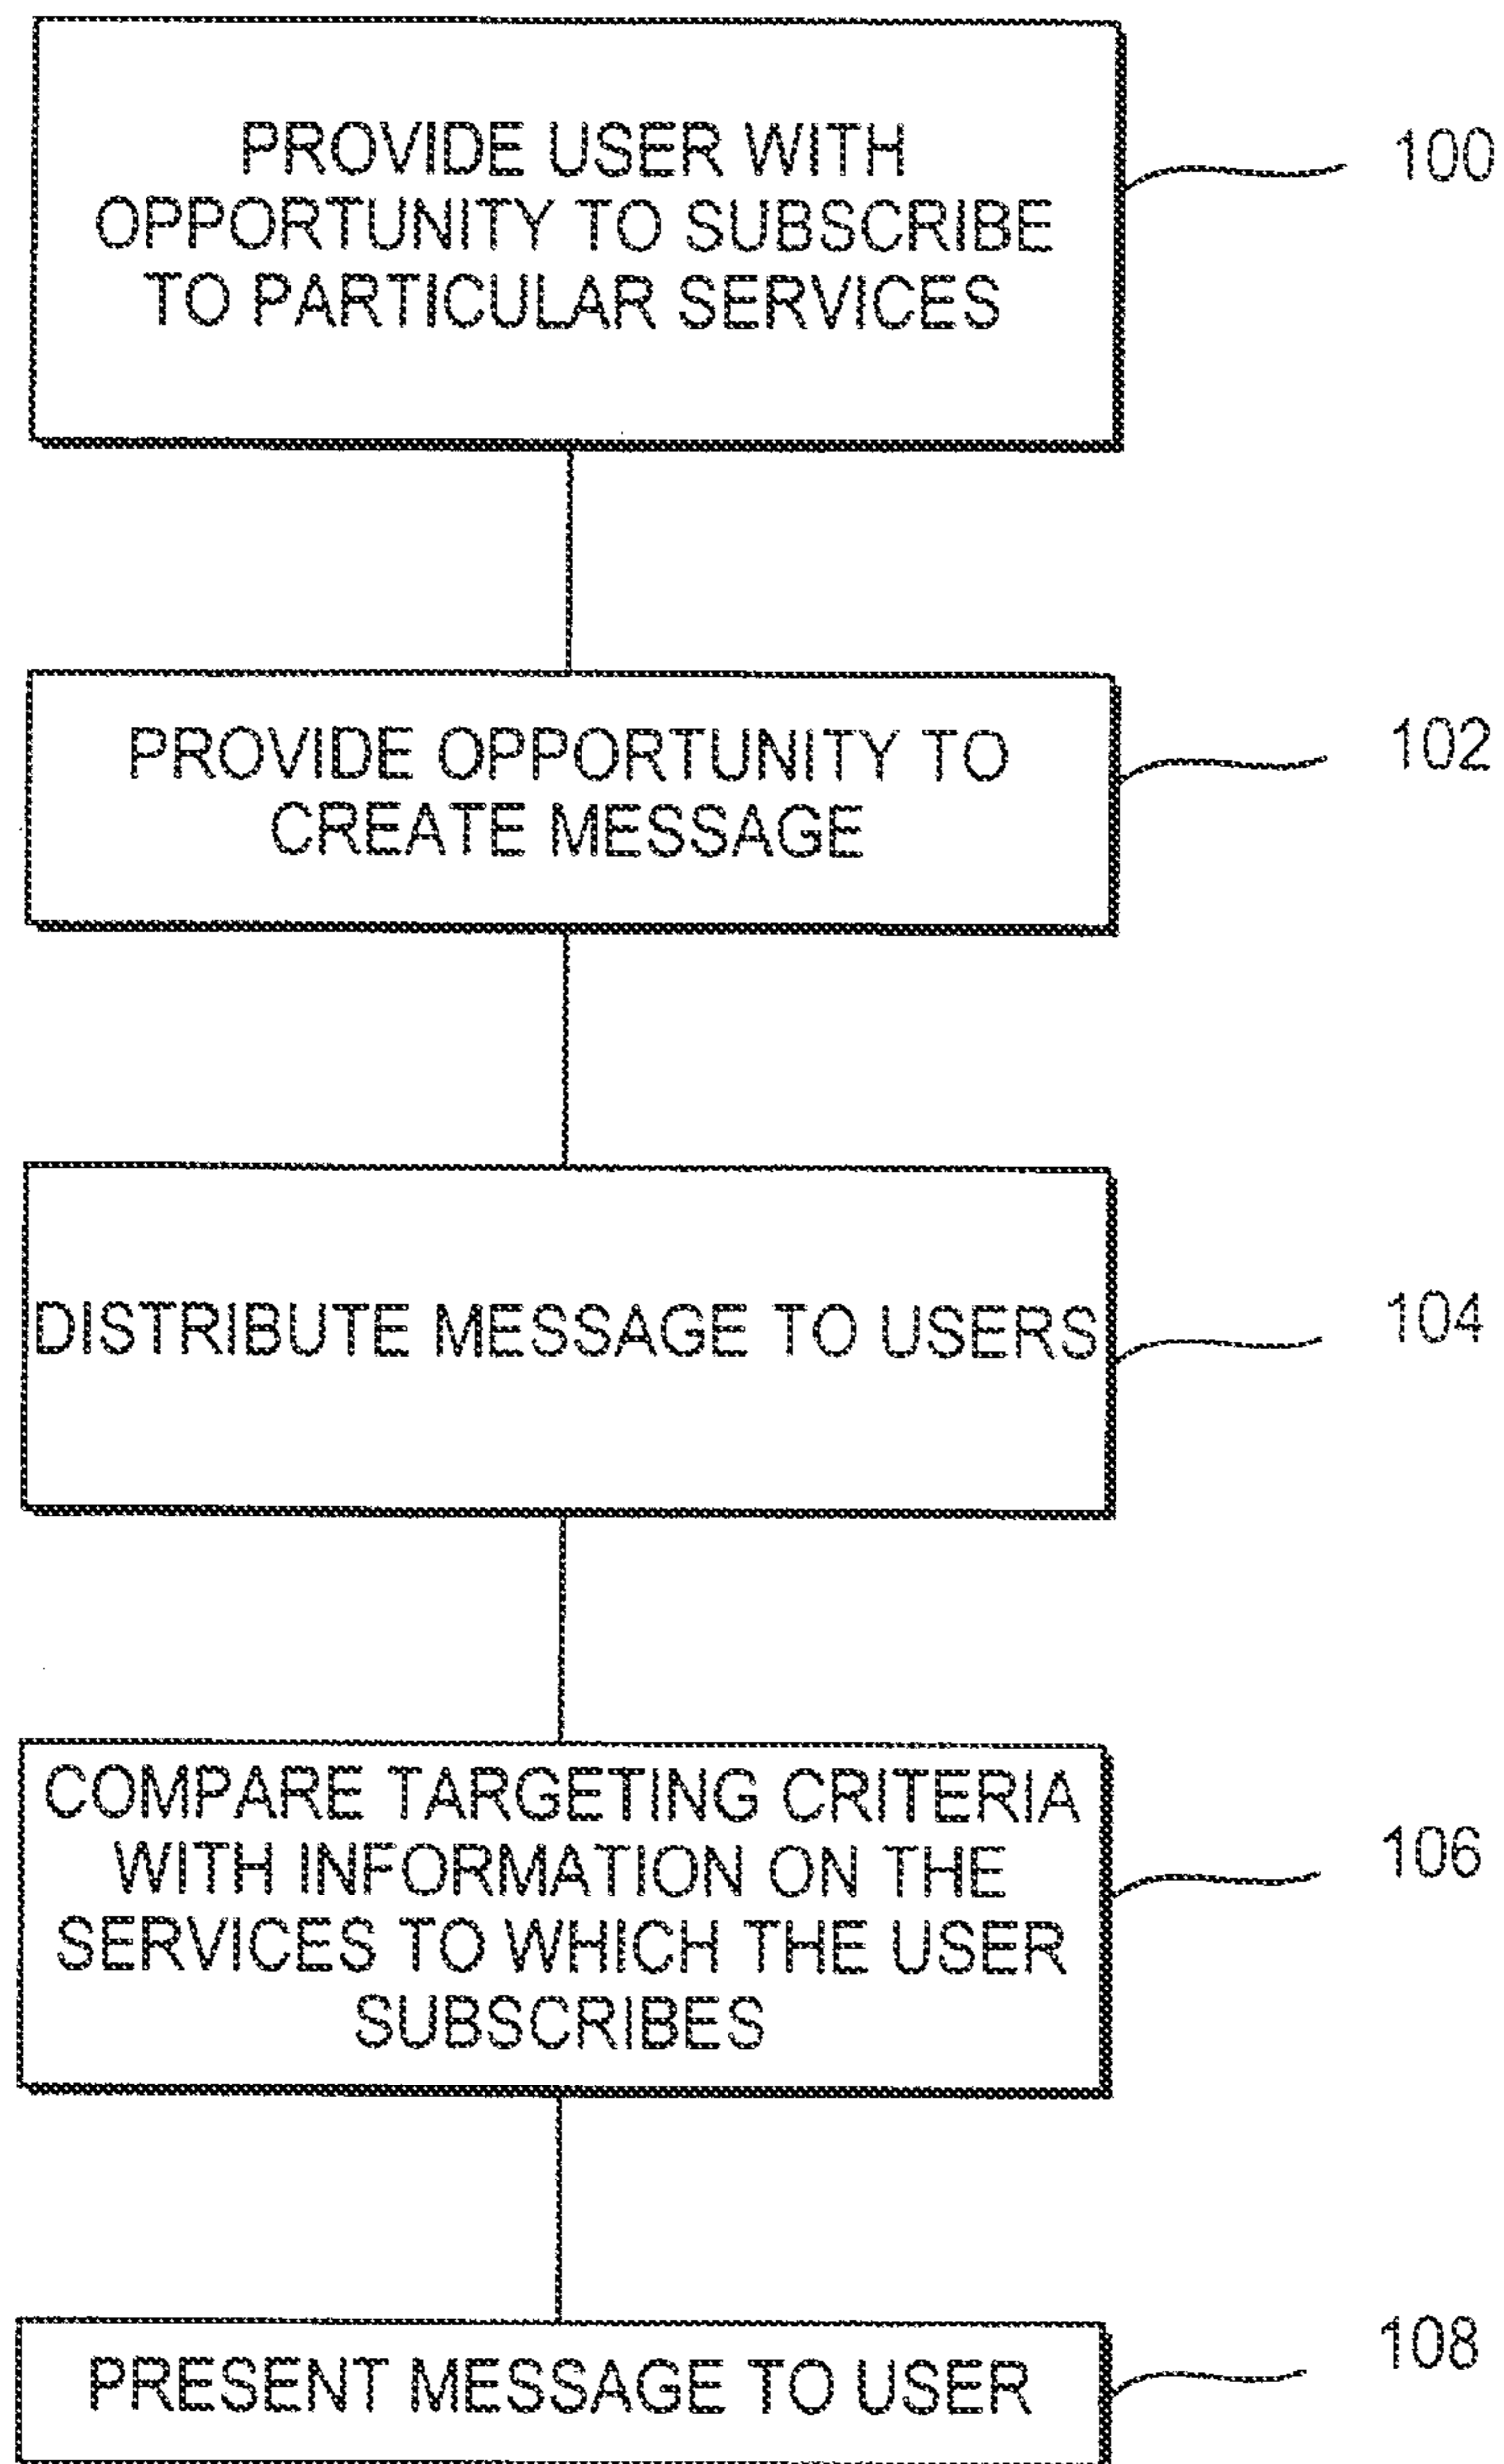 PROVIDE USER WITH
OPPORTUNITY TO SUBSCRIBE
TO PARTICULAR SERVICES
100
PROVIDE OPPORTUNITY TO
CREATE MESSAGE
102
DISTRIBUTE MESSAGE TO USERS
104
COMPARE TARGETING CRITERIA
WITH INFORMATION ON THE
SERVICES TO WHICH THE USER
SUBSCRIBES
106
PRESENT MESSAGE TO USER
108